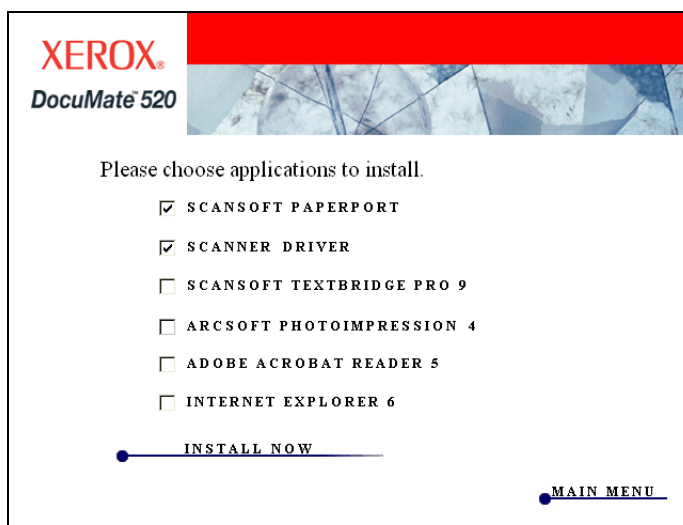 XEROX®
DocuMate™ 520
Please choose applications to install.
SCANSOFT PAPERPORT
SCANNER DRIVER
SCANSOFT TEXTBRIDGE PRO 9
ARCSOFT PHOTOIMPRESSION 4
ADOBE ACROBAT READER 5
INTERNET EXPLORER 6
INSTALL NOW
MAIN MENU